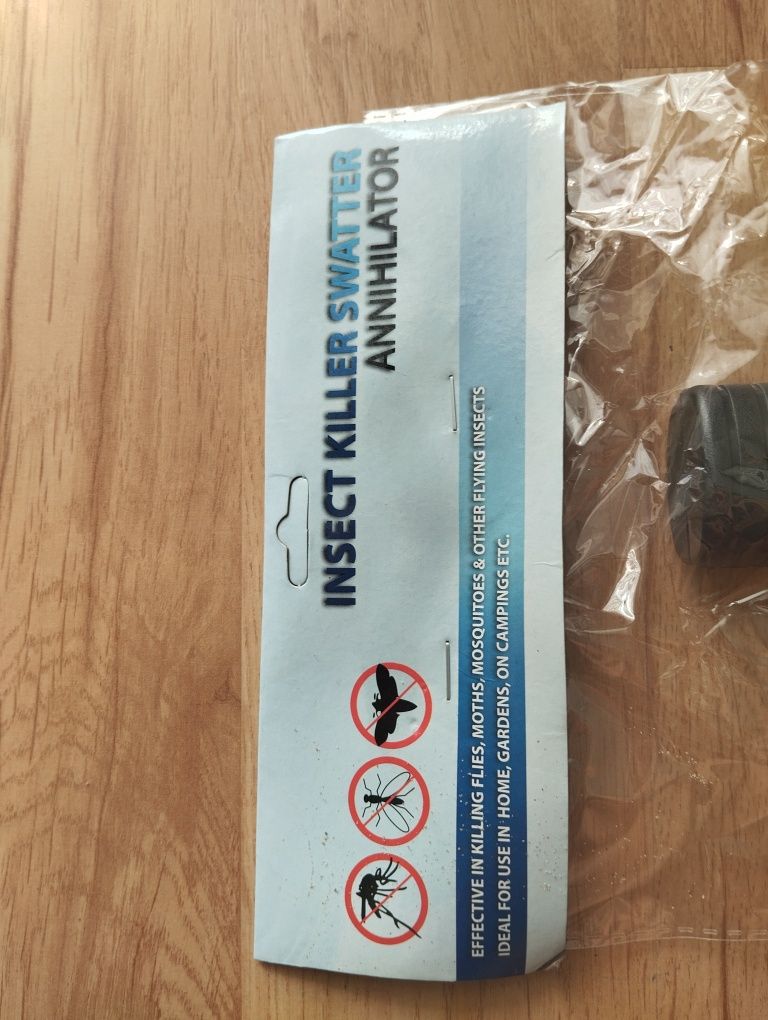 INSECT KILLER SWATTER
ANNIHILATOR
EFFECTIVE IN KILLING FLIES, MOTHS, MOSQUITOES & OTHER FLYING INSECTS
IDEAL FOR USE IN HOME, GARDENS, ON CAMPINGS ETC.